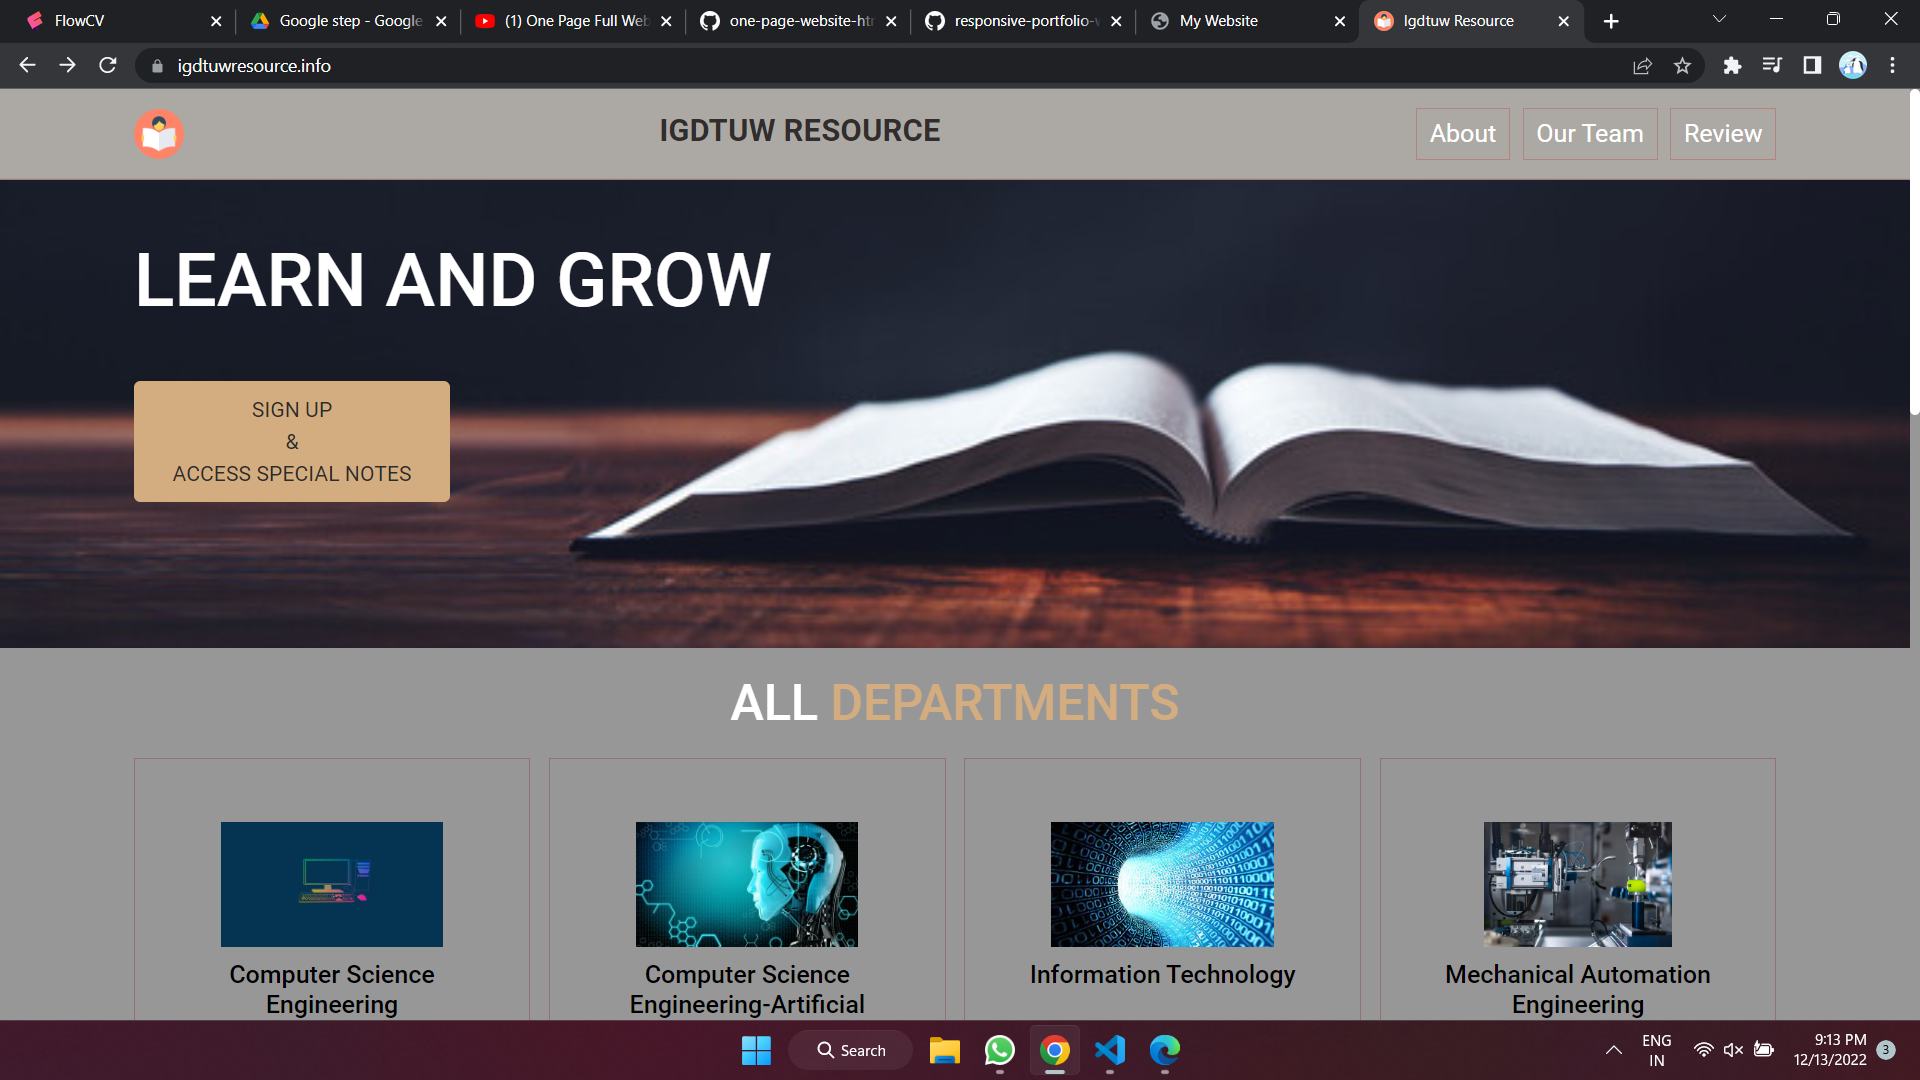 FlowCV
Google step - Google
(1) One Page Full Web
one-page-website-htm
responsive-portfolio-w
My Website
Igdtuw Resource
igdtuwresource.info
IGDTUW RESOURCE
About
Our Team
Review
LEARN AND GROW
SIGN UP
&
ACCESS SPECIAL NOTES
ALL DEPARTMENTS
Computer Science
Engineering
Computer Science
Engineering-Artificial
Information Technology
Mechanical Automation
Engineering
Search
ENG
IN
9:13 PM
12/13/2022
3